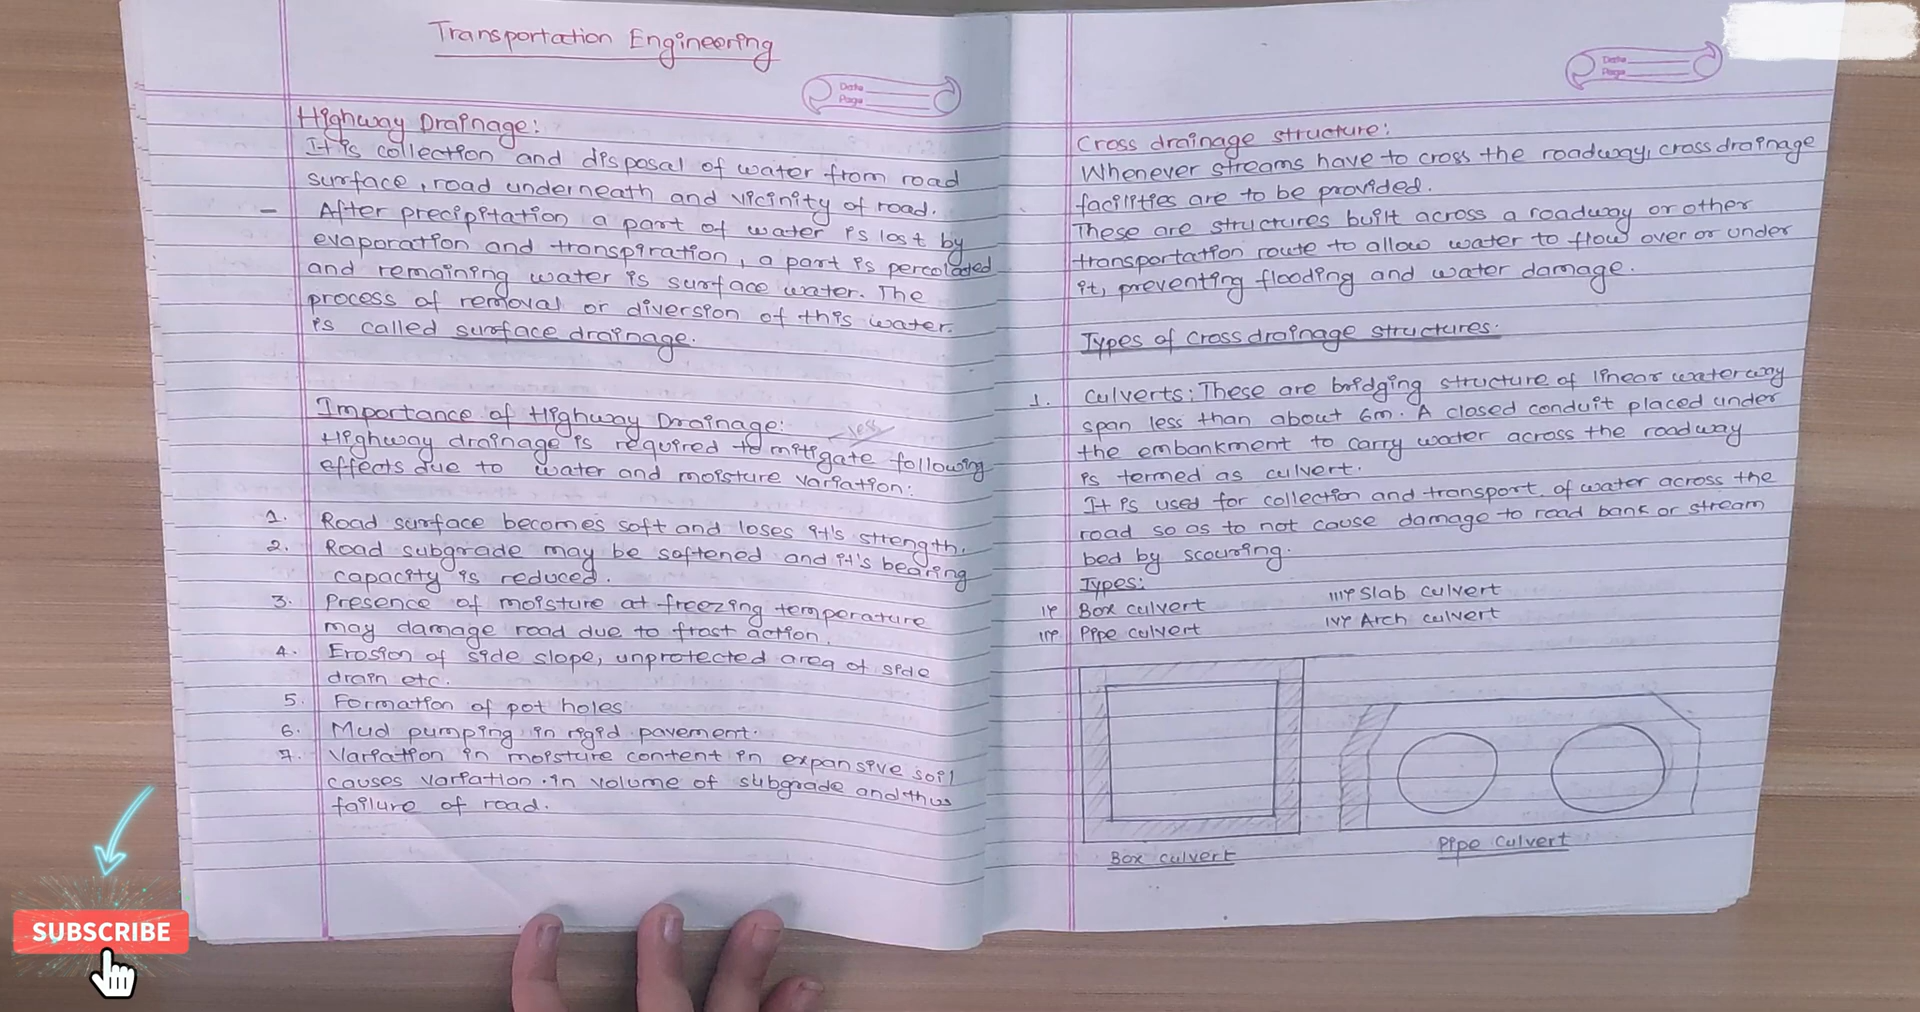 Transportation Engineering
Date
Page
Highway Drainage:
It is collection and disposal of water from road
surface, road underneath and vicinity of road.
- After precipitation a part of water is lost by
evaporation and transpiration, a part is percolated
and remaining water is surface water. The
process of removal or diversion of this water.
is called surface drainage.
Importance of Highway Drainage:
Highway drainage is required to mitigate following
effects due to water and moisture variation:
1. Road surface becomes soft and loses it's strength.
2. Road subgrade may be softened and it's bearing
capacity is reduced.
3. Presence of moisture at freezing temperature
may damage road due to frost action.
4. Erosion of side slope, unprotected area of side
drain etc.
5. Formation of pot holes
6. Mud pumping in rigid pavement.
7. Variation in moisture content in expansive soil
causes variation in volume of subgrade and thus
failure of road.
Date
Page
Cross drainage structure:
Whenever streams have to cross the roadway, cross drainage
facilities are to be provided.
These are structures built across a roadway or other
transportation route to allow water to flow over or under
it, preventing flooding and water damage.
Types of cross drainage structures.
1. Culverts: These are bridging structure of linear waterway
span less than about 6m. A closed conduit placed under
the embankment to carry water across the roadway
is termed as culvert.
It is used for collection and transport of water across the
road so as to not cause damage to road bank or stream
bed by scouring.
Types:
i) Box culvert iii) Slab culvert
ii) Pipe culvert iv) Arch culvert
Box culvert
Pipe Culvert
SUBSCRIBE